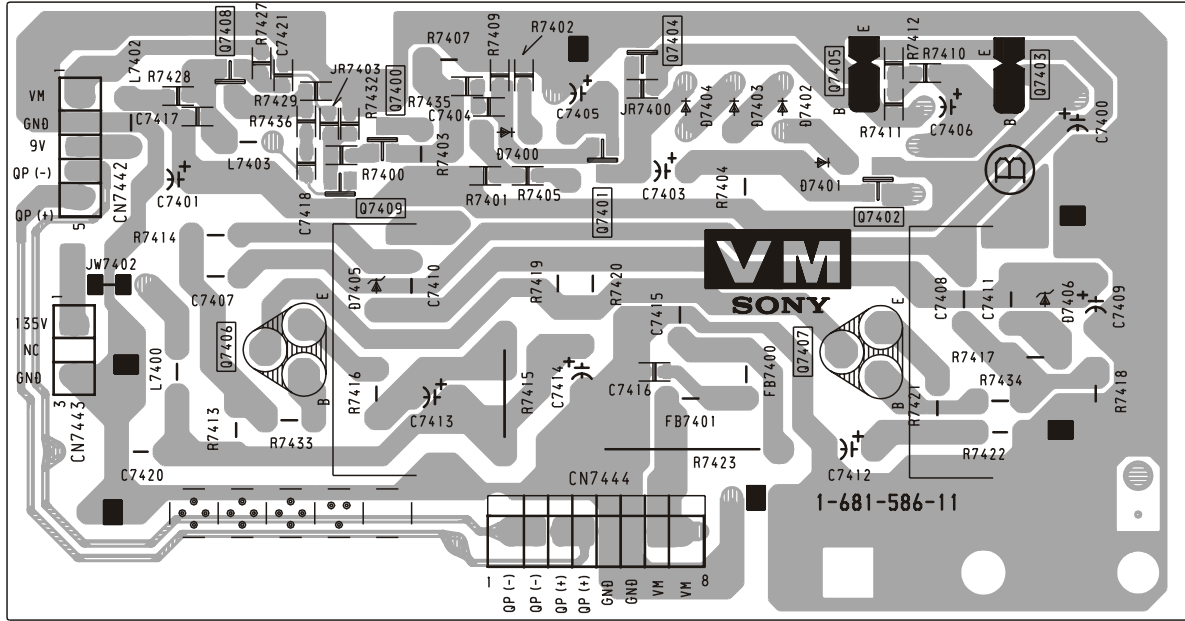 Q7408
R7427
C7421
L7402
R7428
C7417
R7429
R7436
JR7403
R7432
Q7400
R7407
R7409
R7402
R7435
C7404
C7405
Q7404
JR7400
D7404
D7403
D7402
Q7405
E
B
R7412
R7410
R7411
C7406
E
B
Q7403
C7400
1
VM
GND
9V
QP (-)
QP (+)
5
CN7442
C7401
L7403
C7418
R7400
Q7409
R7403
D7400
R7401
R7405
Q7401
C7403
R7404
D7401
Q7402
B
R7414
JW7402
C7407
D7405
C7410
R7419
R7420
C7415
VM
SONY
C7408
C7411
D7406
C7409
1
135V
NC
GND
3
CN7443
L7400
Q7406
E
B
R7416
R7413
R7433
C7420
C7413
R7415
C7414
C7416
FB7401
FB7400
R7423
Q7407
E
B
R7417
R7434
R7418
R7421
R7422
C7412
CN7444
1-681-586-11
1
QP (-)
QP (-)
QP (+)
QP (+)
GND
GND
VM
VM
8